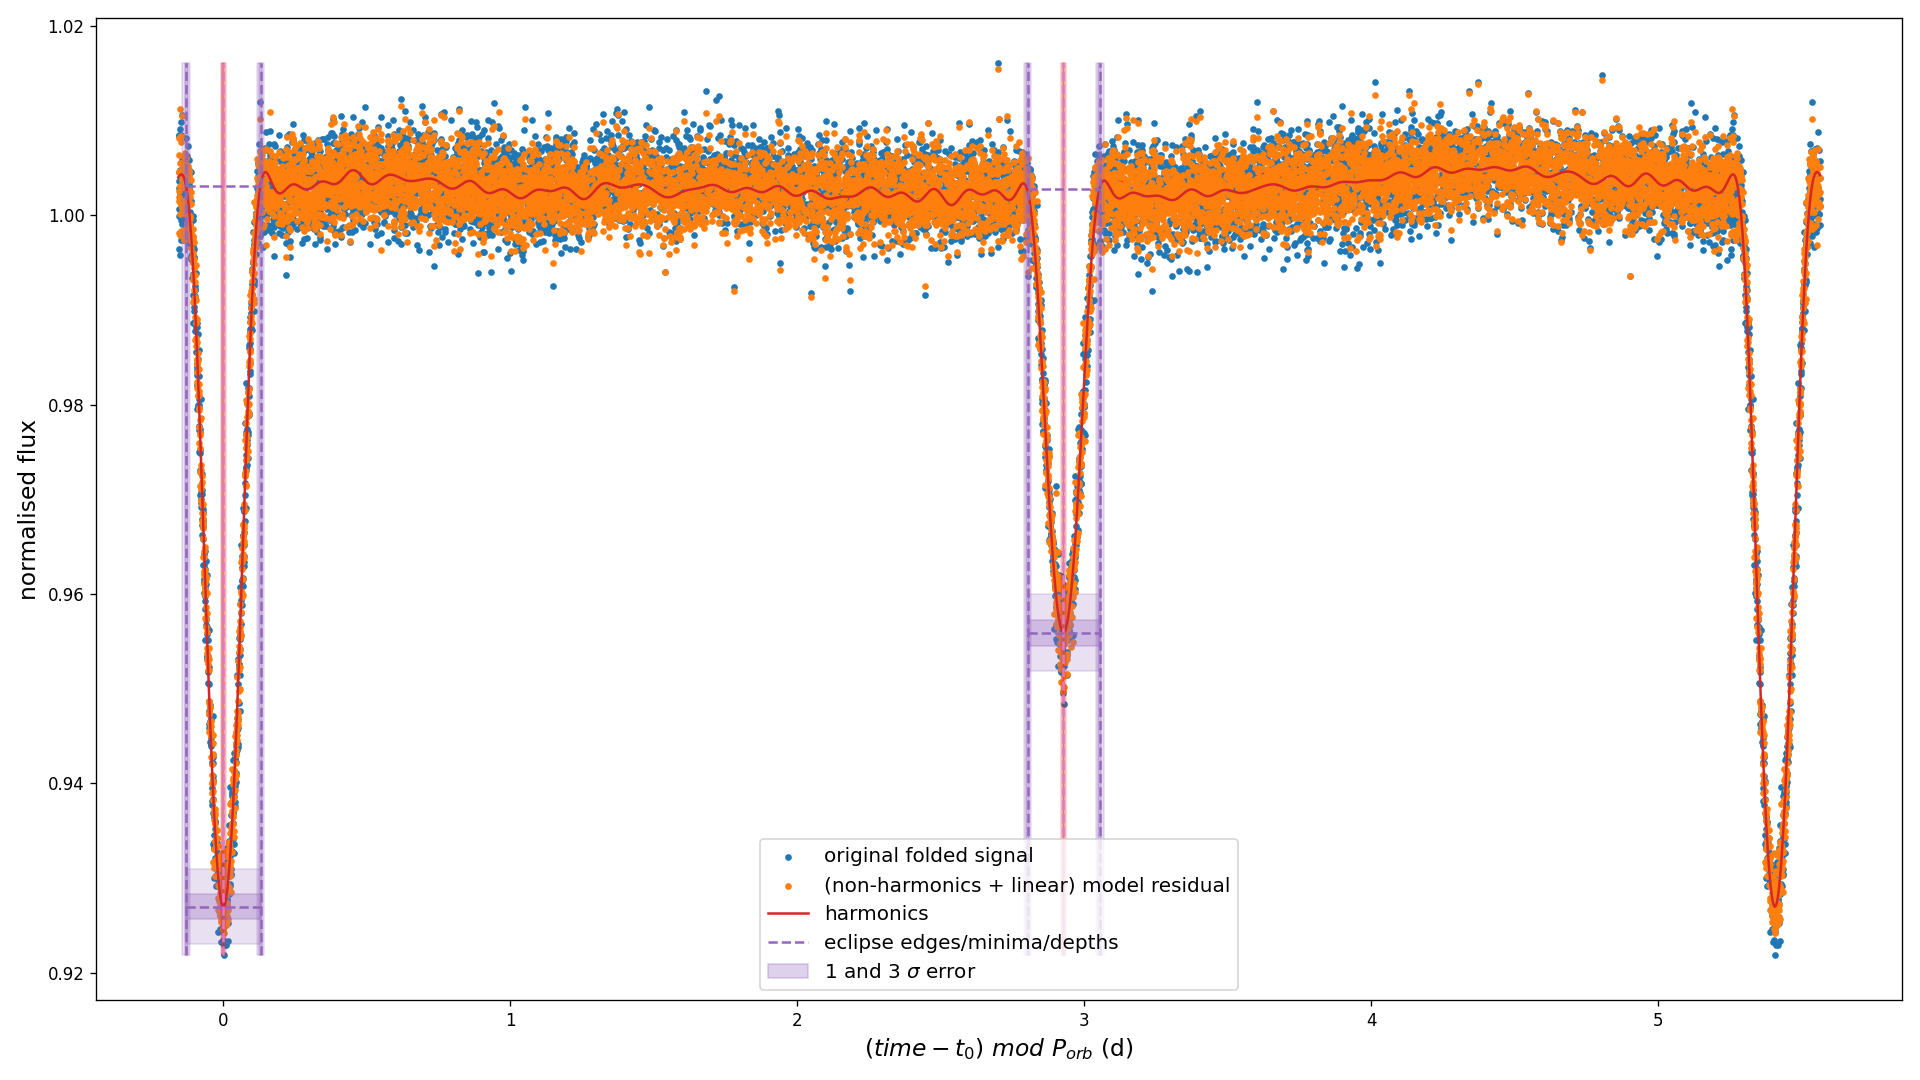 1.02
1.00
0.98
0.96
0.94
0.92
normalised flux
original folded signal
(non-harmonics + linear) model residual
harmonics
eclipse edges/minima/depths
1 and 3 σ error
0 1 2 3 4 5
(time − t₀) mod Pₒᵣb (d)